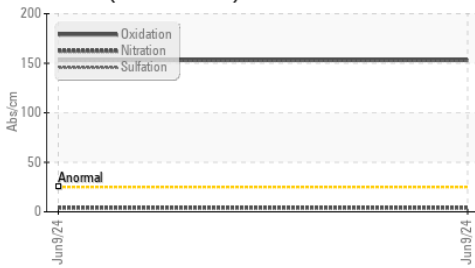 200
Oxidation
Nitration
Sulfation
150
100
Abs/cm
50
Anormal
0
Jun9/24
Jun9/24